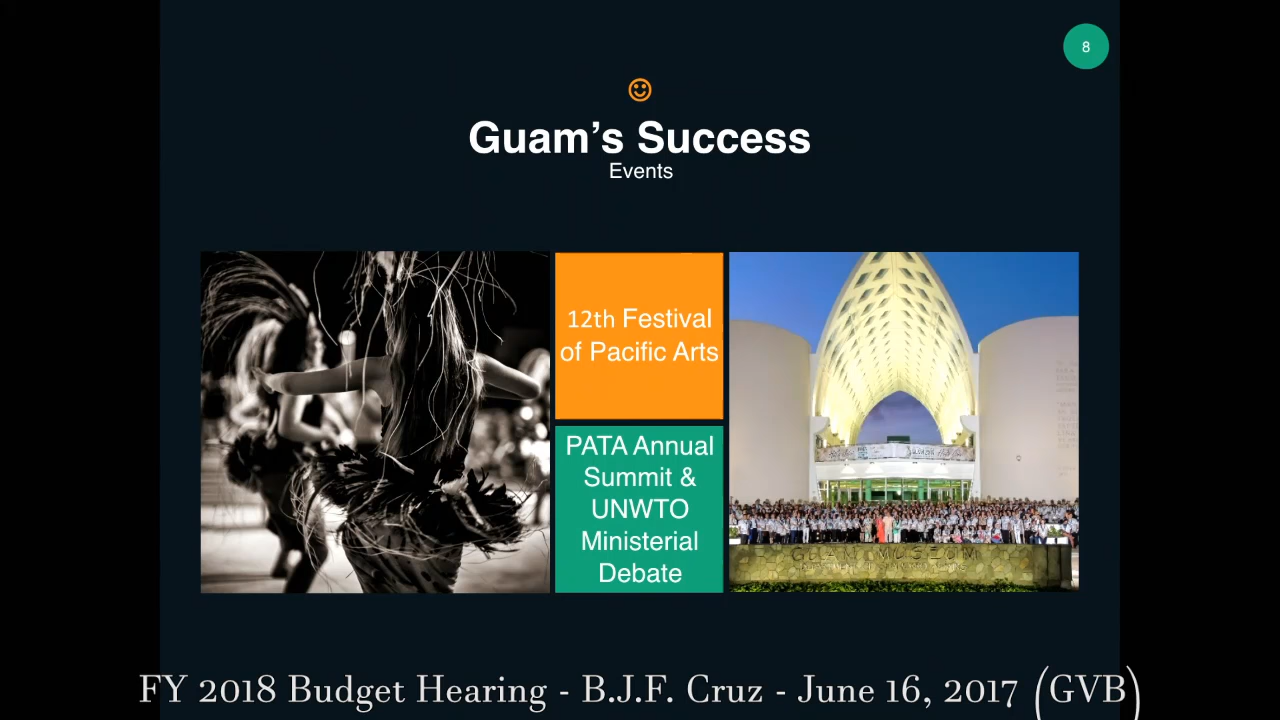 8
Guam's Success
Events
12th Festival
of Pacific Arts
PATA Annual
Summit &
UNWTO
Ministerial
Debate
GUAM MUSEUM
FY 2018 Budget Hearing - B.J.F. Cruz - June 16, 2017 (GVB)